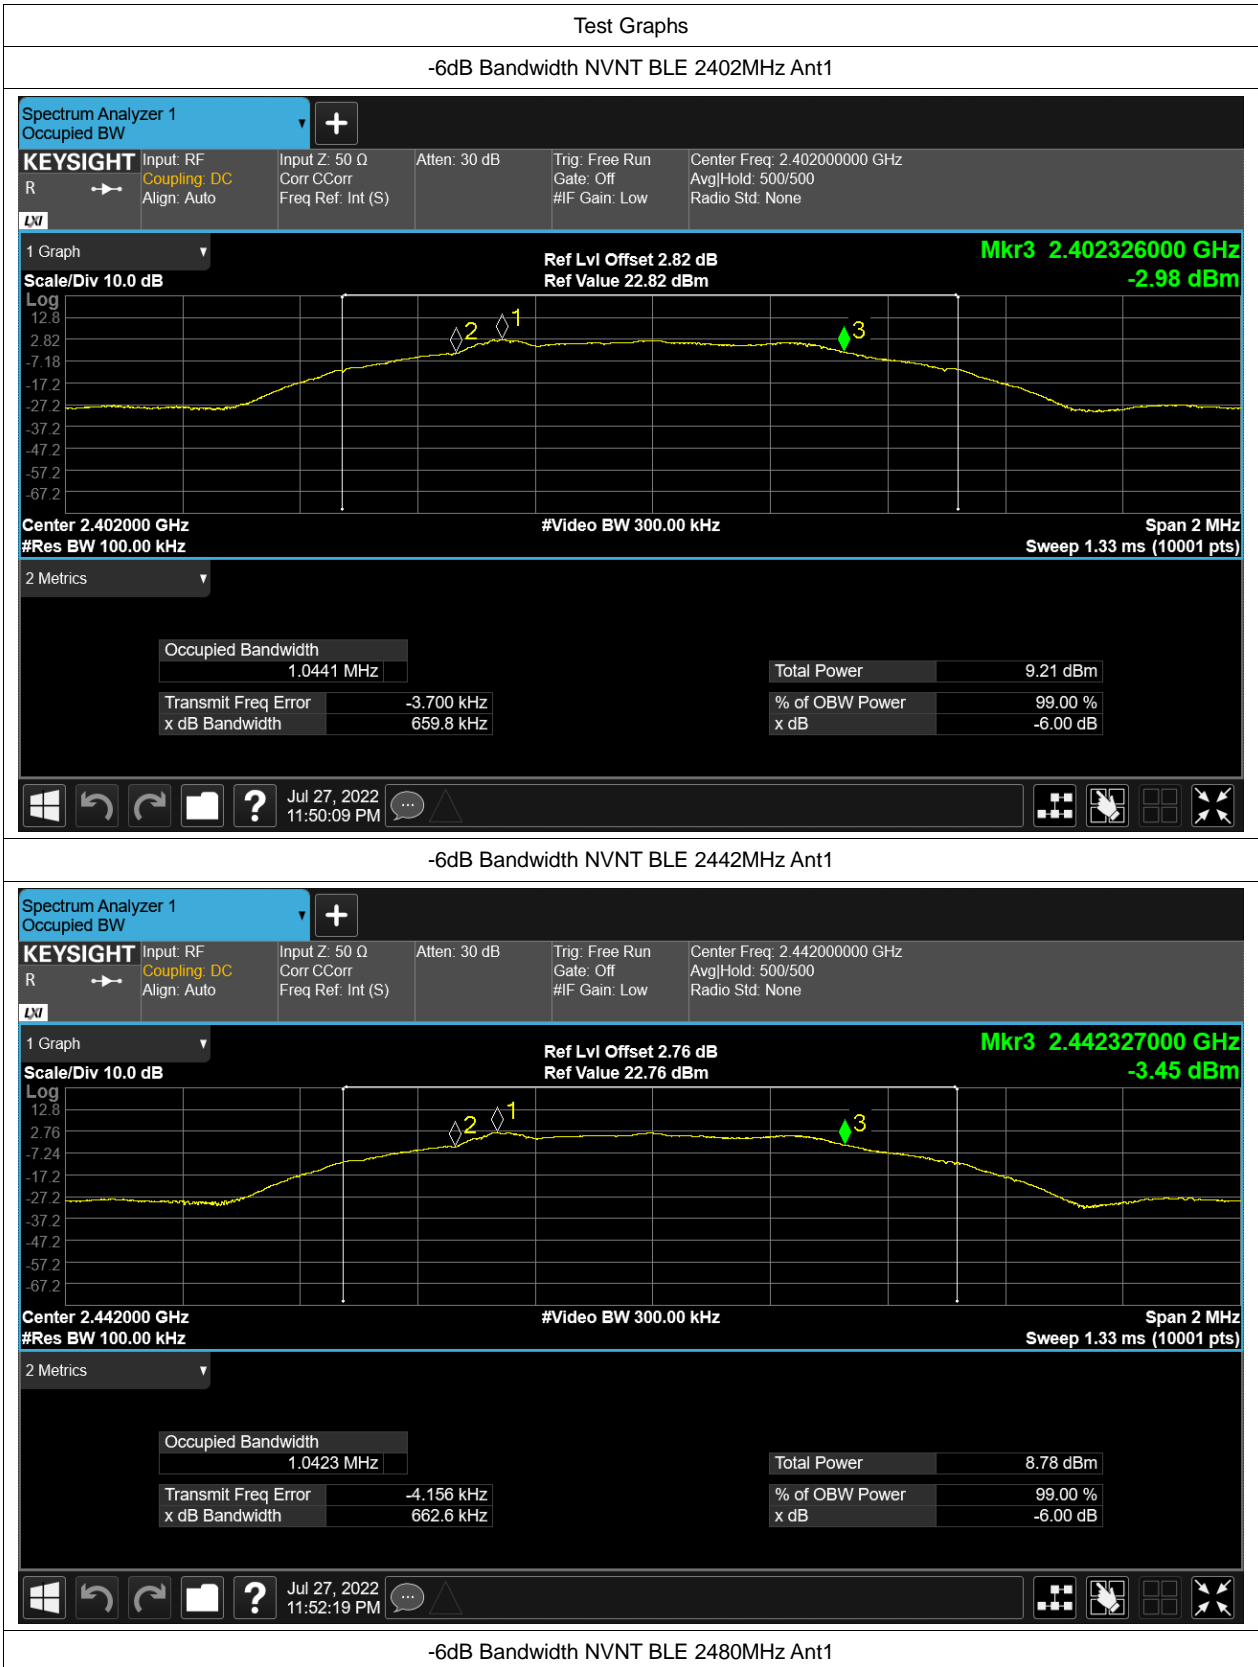 Test Graphs
-6dB Bandwidth NVNT BLE 2402MHz Ant1
Spectrum Analyzer 1
Occupied BW
KEYSIGHT
R
LXI
Input: RF
Coupling: DC
Align: Auto
Input Z: 50 Ω
Corr CCorr
Freq Ref: Int (S)
Atten: 30 dB
Trig: Free Run
Gate: Off
#IF Gain: Low
Center Freq: 2.402000000 GHz
Avg|Hold: 500/500
Radio Std: None
1 Graph
Scale/Div 10.0 dB
Ref Lvl Offset 2.82 dB
Ref Value 22.82 dBm
Mkr3 2.402326000 GHz
-2.98 dBm
Log
12.8
2.82
-7.18
-17.2
-27.2
-37.2
-47.2
-57.2
-67.2
2
1
3
Center 2.402000 GHz
#Res BW 100.00 kHz
#Video BW 300.00 kHz
Span 2 MHz
Sweep 1.33 ms (10001 pts)
2 Metrics
Occupied Bandwidth
1.0441 MHz
Transmit Freq Error -3.700 kHz
x dB Bandwidth 659.8 kHz
Total Power 9.21 dBm
% of OBW Power 99.00 %
x dB -6.00 dB
?
Jul 27, 2022
11:50:09 PM
-6dB Bandwidth NVNT BLE 2442MHz Ant1
Spectrum Analyzer 1
Occupied BW
KEYSIGHT
R
LXI
Input: RF
Coupling: DC
Align: Auto
Input Z: 50 Ω
Corr CCorr
Freq Ref: Int (S)
Atten: 30 dB
Trig: Free Run
Gate: Off
#IF Gain: Low
Center Freq: 2.442000000 GHz
Avg|Hold: 500/500
Radio Std: None
1 Graph
Scale/Div 10.0 dB
Ref Lvl Offset 2.76 dB
Ref Value 22.76 dBm
Mkr3 2.442327000 GHz
-3.45 dBm
Log
12.8
2.76
-7.24
-17.2
-27.2
-37.2
-47.2
-57.2
-67.2
2
1
3
Center 2.442000 GHz
#Res BW 100.00 kHz
#Video BW 300.00 kHz
Span 2 MHz
Sweep 1.33 ms (10001 pts)
2 Metrics
Occupied Bandwidth
1.0423 MHz
Transmit Freq Error -4.156 kHz
x dB Bandwidth 662.6 kHz
Total Power 8.78 dBm
% of OBW Power 99.00 %
x dB -6.00 dB
?
Jul 27, 2022
11:52:19 PM
-6dB Bandwidth NVNT BLE 2480MHz Ant1